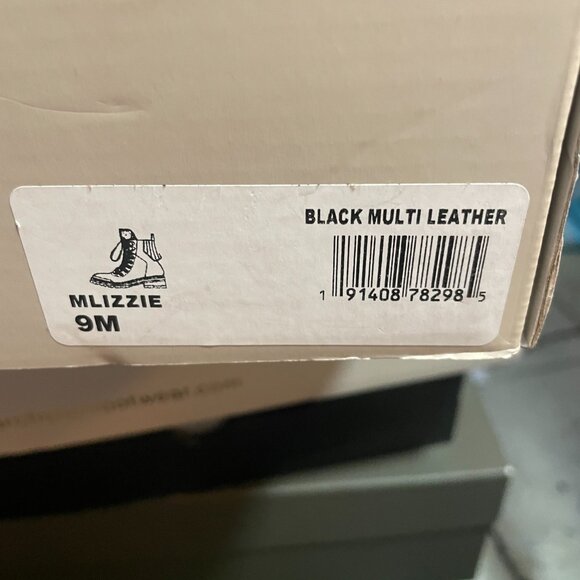 BLACK MULTI LEATHER
1 91408 78298 5
MLIZZIE
9M